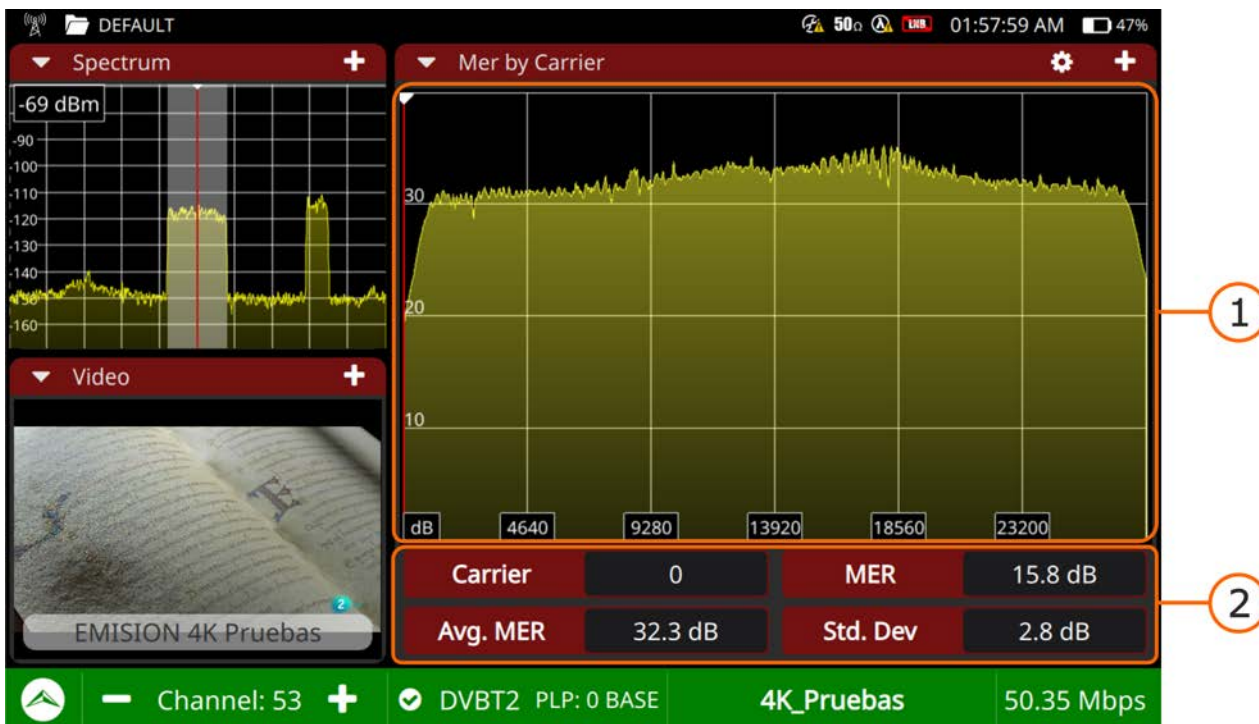 DEFAULT
50Ω
LNB
01:57:59 AM
47%
Spectrum
Mer by Carrier
-69 dBm
-90
-100
-110
-120
-130
-140
-150
-160
30
20
10
dB
4640
9280
13920
18560
23200
1
Video
2
EMISION 4K Pruebas
Carrier
0
MER
15.8 dB
Avg. MER
32.3 dB
Std. Dev
2.8 dB
2
Channel: 53
DVBT2 PLP: 0 BASE
4K_Pruebas
50.35 Mbps